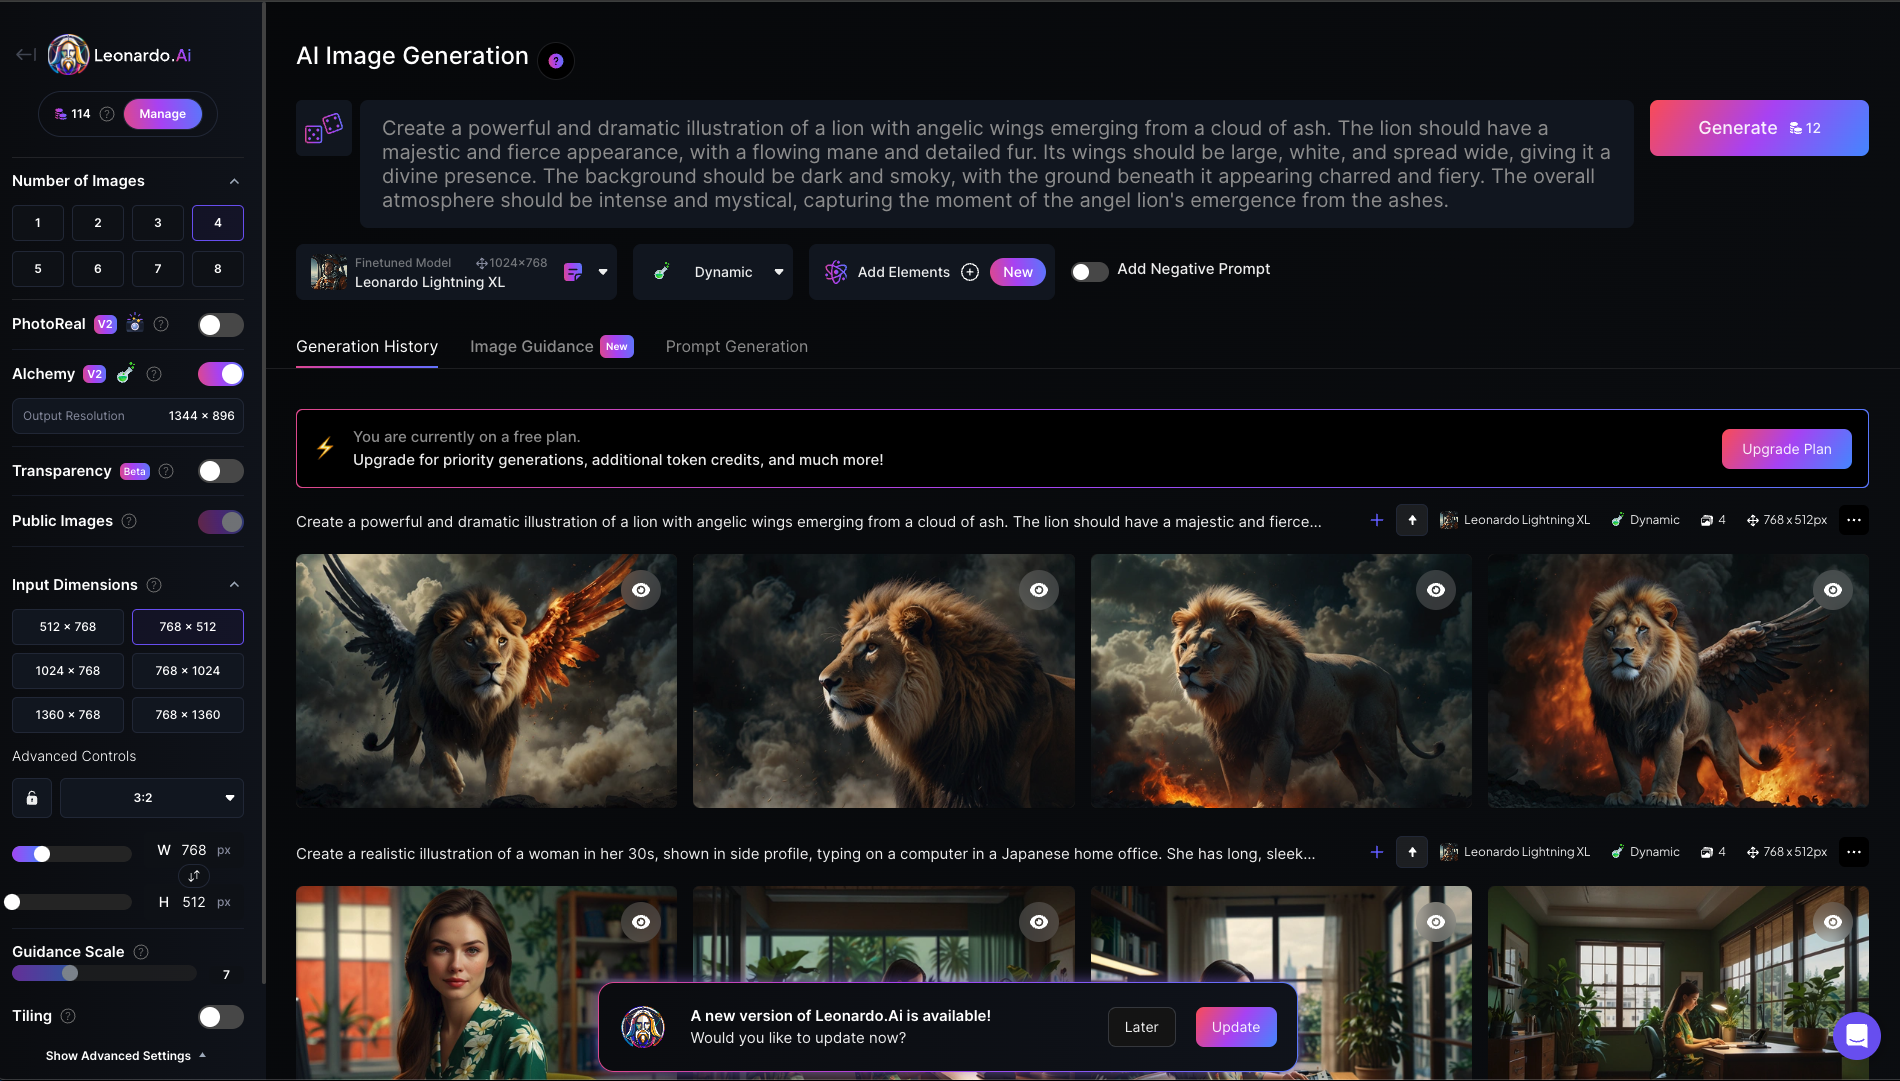 Leonardo.Ai
114
Manage
Number of Images
1
2
3
4
5
6
7
8
PhotoReal V2
Alchemy V2
Output Resolution 1344 × 896
Transparency Beta
Public Images
Input Dimensions
512 × 768
768 × 512
1024 × 768
768 × 1024
1360 × 768
768 × 1360
Advanced Controls
3:2
W 768 px
H 512 px
Guidance Scale
7
Tiling
Show Advanced Settings
AI Image Generation
?
Create a powerful and dramatic illustration of a lion with angelic wings emerging from a cloud of ash. The lion should have a
majestic and fierce appearance, with a flowing mane and detailed fur. Its wings should be large, white, and spread wide, giving it a
divine presence. The background should be dark and smoky, with the ground beneath it appearing charred and fiery. The overall
atmosphere should be intense and mystical, capturing the moment of the angel lion's emergence from the ashes.
Generate 12
Finetuned Model 1024×768
Leonardo Lightning XL
Dynamic
Add Elements
New
Add Negative Prompt
Generation History
Image Guidance New
Prompt Generation
You are currently on a free plan.
Upgrade for priority generations, additional token credits, and much more!
Upgrade Plan
Create a powerful and dramatic illustration of a lion with angelic wings emerging from a cloud of ash. The lion should have a majestic and fierce...
Leonardo Lightning XL
Dynamic
4
768 x 512px
Create a realistic illustration of a woman in her 30s, shown in side profile, typing on a computer in a Japanese home office. She has long, sleek...
Leonardo Lightning XL
Dynamic
4
768 x 512px
A new version of Leonardo.Ai is available!
Would you like to update now?
Later
Update